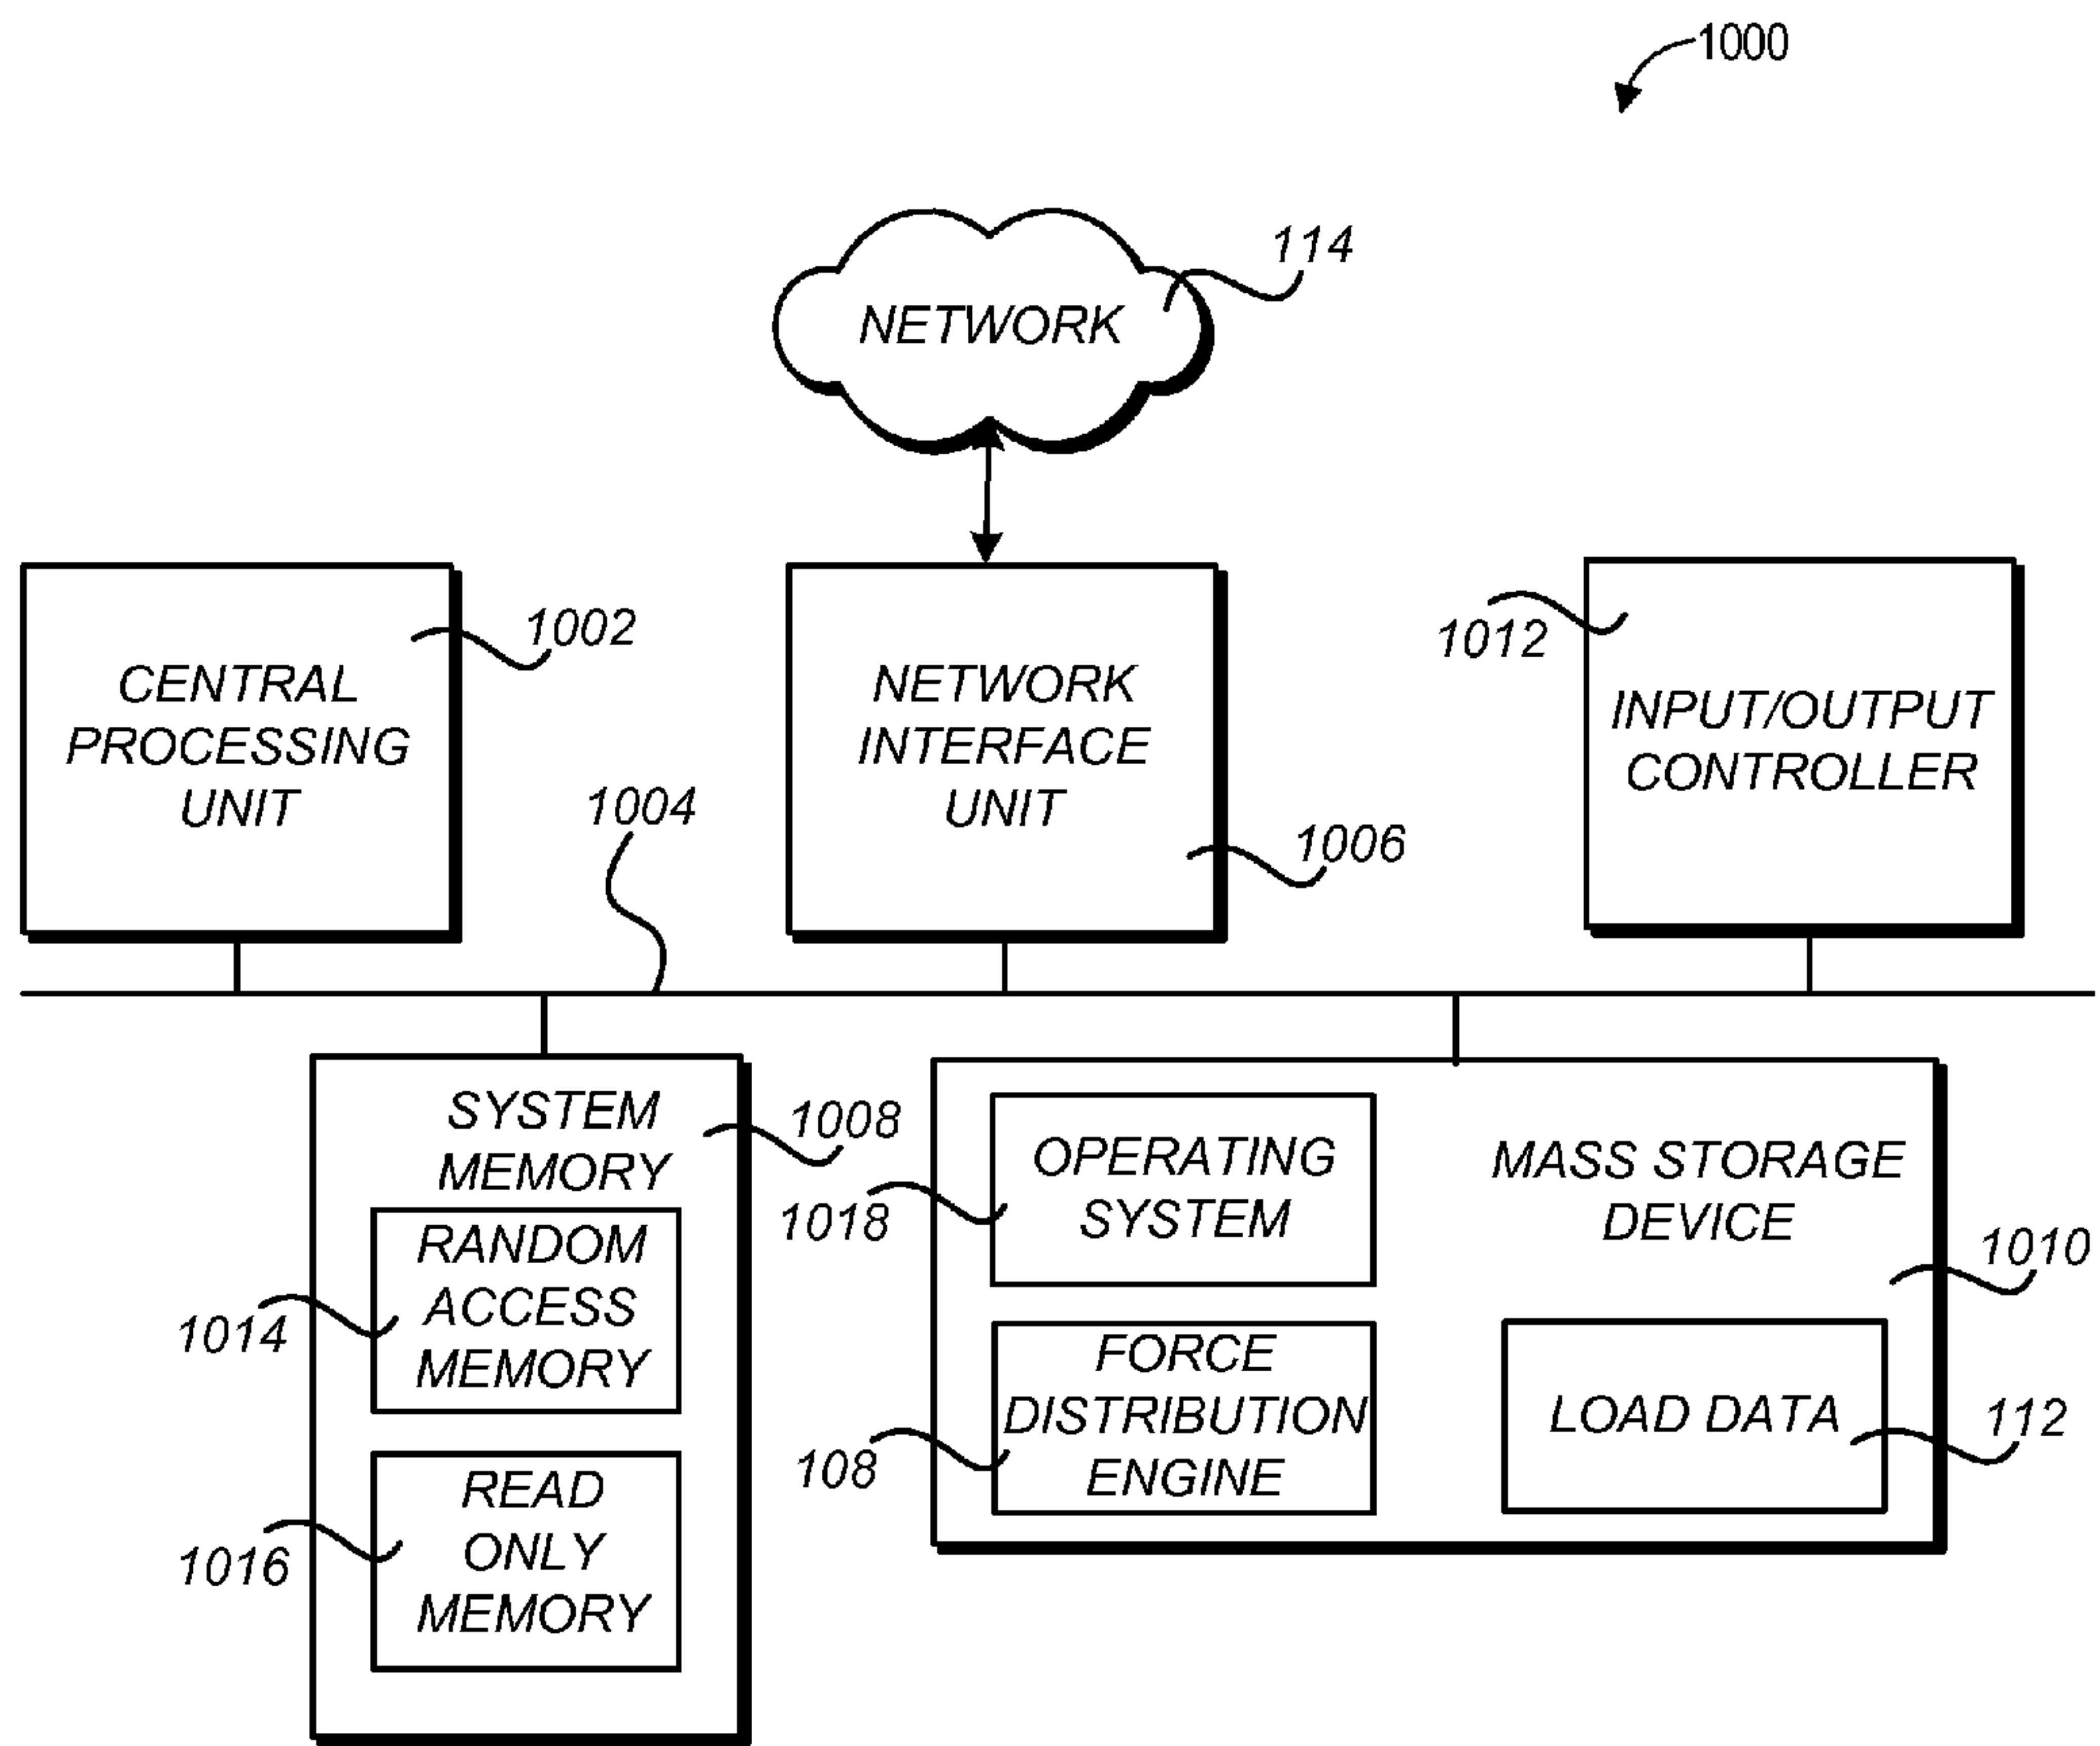 1000
114
NETWORK
1002
CENTRAL
PROCESSING
UNIT
NETWORK
INTERFACE
UNIT
1012
INPUT/OUTPUT
CONTROLLER
1004
1006
SYSTEM
MEMORY
1008
RANDOM
ACCESS
MEMORY
1014
READ
ONLY
MEMORY
1016
OPERATING
SYSTEM
1018
MASS STORAGE
DEVICE
1010
FORCE
DISTRIBUTION
ENGINE
108
LOAD DATA
112